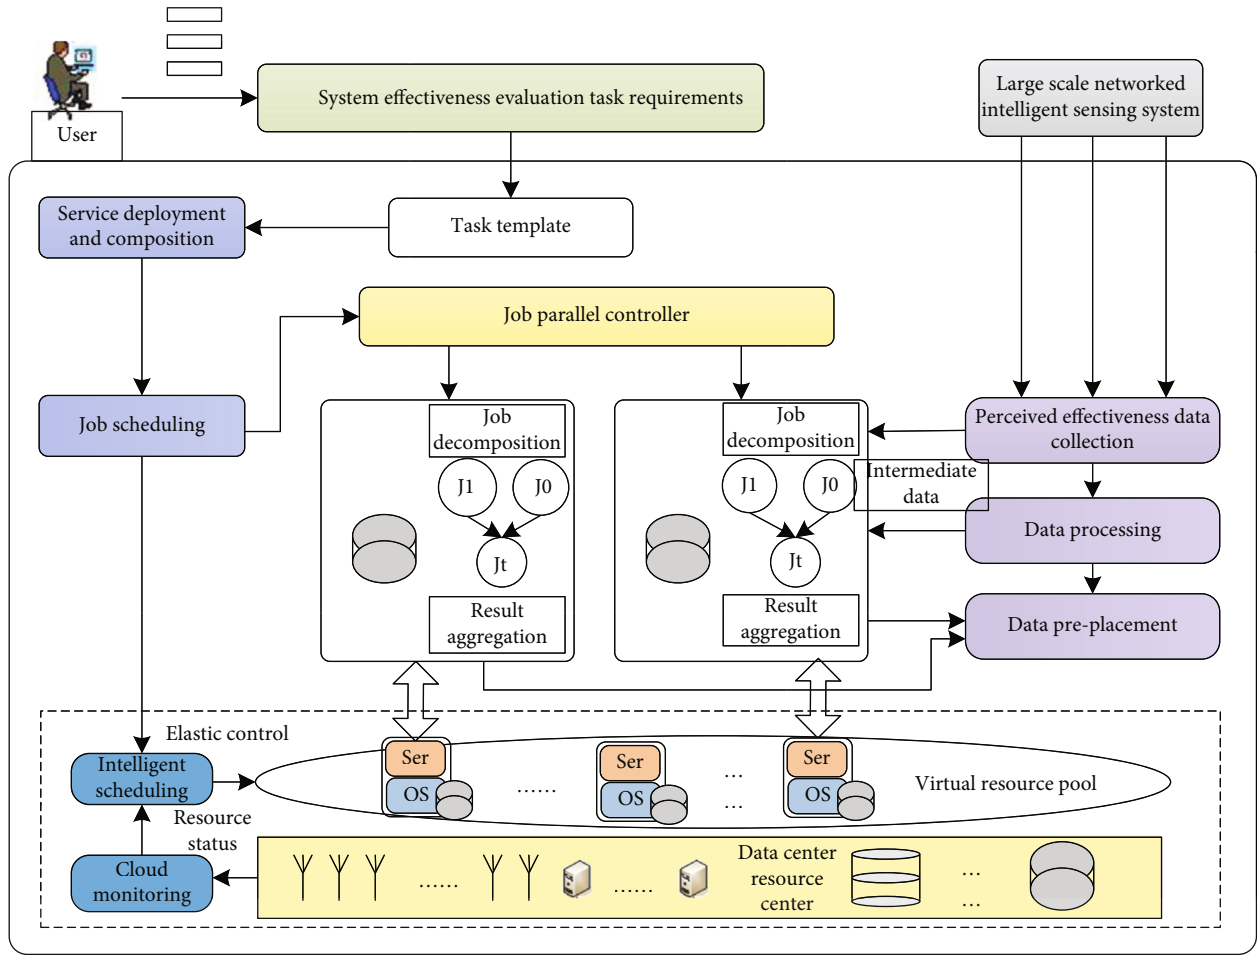 User
System effectiveness evaluation task requirements
Large scale networked
intelligent sensing system
Service deployment
and composition
Task template
Job parallel controller
Job scheduling
Job
decomposition
J1
J0
Jt
Result
aggregation
Job
decomposition
J1
J0
Jt
Result
aggregation
Perceived effectiveness data
collection
Intermediate
data
Data processing
Data pre-placement
Elastic control
Intelligent
scheduling
Resource
status
Cloud
monitoring
Ser
OS
......
Ser
OS
...
...
Ser
OS
Virtual resource pool
......
......
Data center
resource
center
...
...